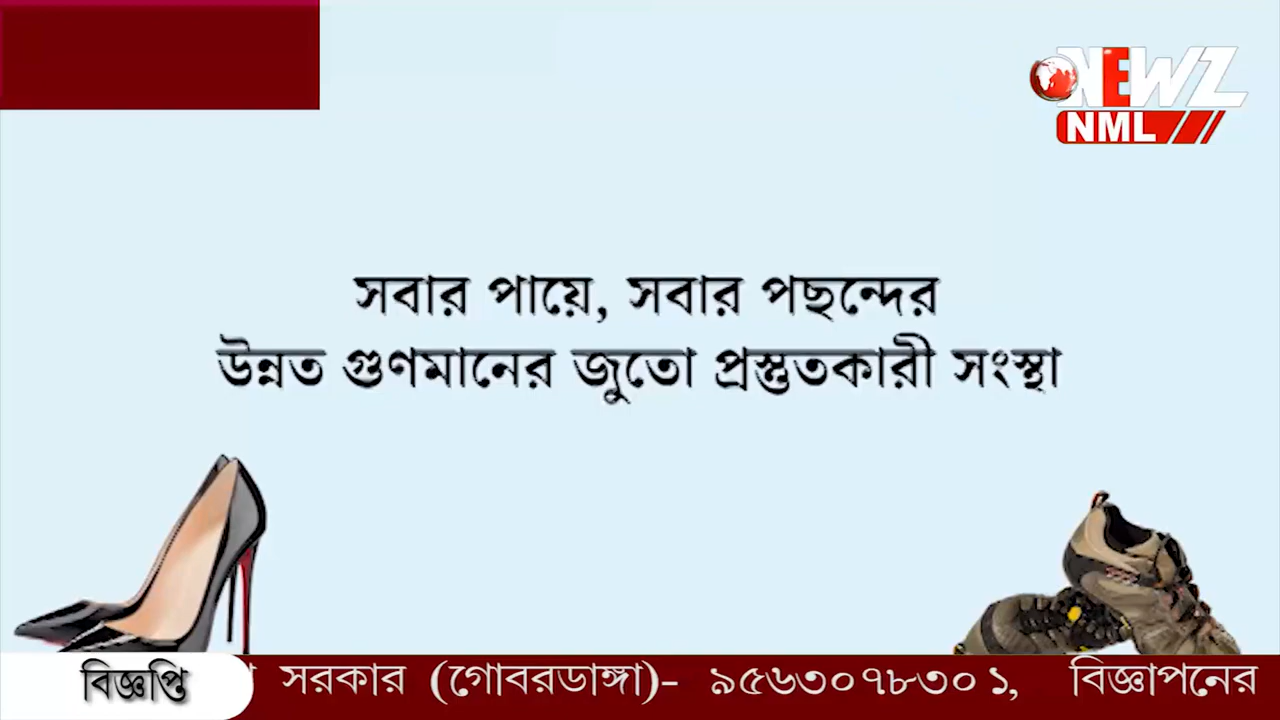 NEWZ
NML
সবার পায়ে, সবার পছন্দের
উন্নত গুণমানের জুতো প্রস্তুতকারী সংস্থা
বিজ্ঞপ্তি
সরকার (গোবরডাঙ্গা)- ৯৫৬৩০৭৮৩০১, বিজ্ঞাপনের